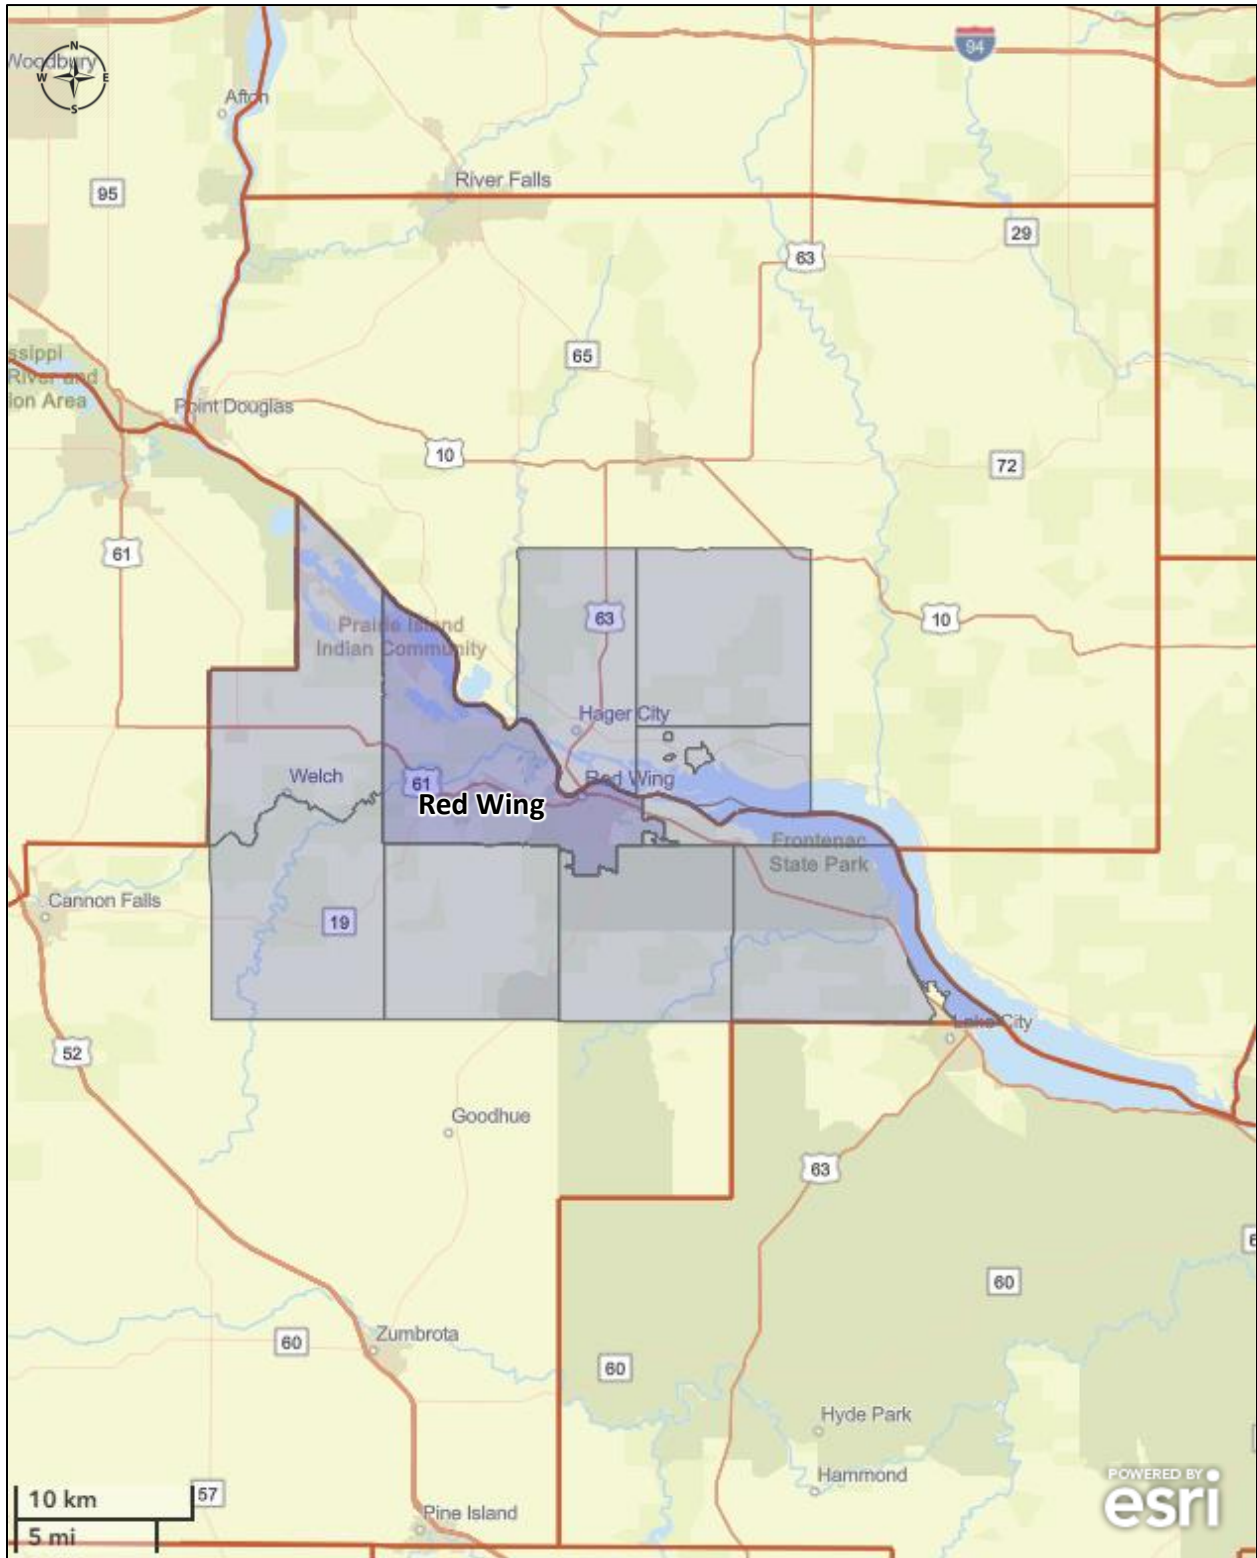 N
W
E
S
Woodbury
94
Afton
95
River Falls
29
63
65
ssippi
River and
ion Area
Point Douglas
10
72
61
63
10
Prairie Island
Indian Community
Hager City
Welch
61
Red Wing
Red Wing
Frontenac
State Park
Cannon Falls
19
Lake City
52
Goodhue
63
60
Zumbrota
60
60
Hyde Park
Hammond
10 km
57
5 mi
Pine Island
POWERED BY
esri